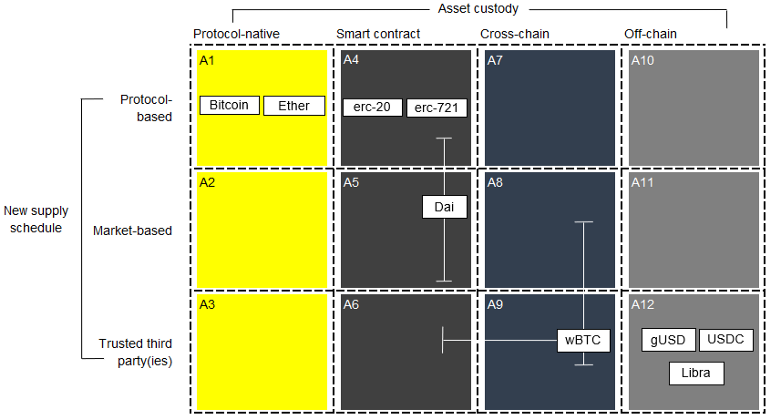 Asset custody
Protocol-native
Smart contract
Cross-chain
Off-chain
New supply
schedule
Protocol-
based
A1
Bitcoin
Ether
A4
erc-20
erc-721
A7
A10
Market-based
A2
A5
Dai
A8
A11
Trusted third
party(ies)
A3
A6
A9
wBTC
A12
gUSD
USDC
Libra